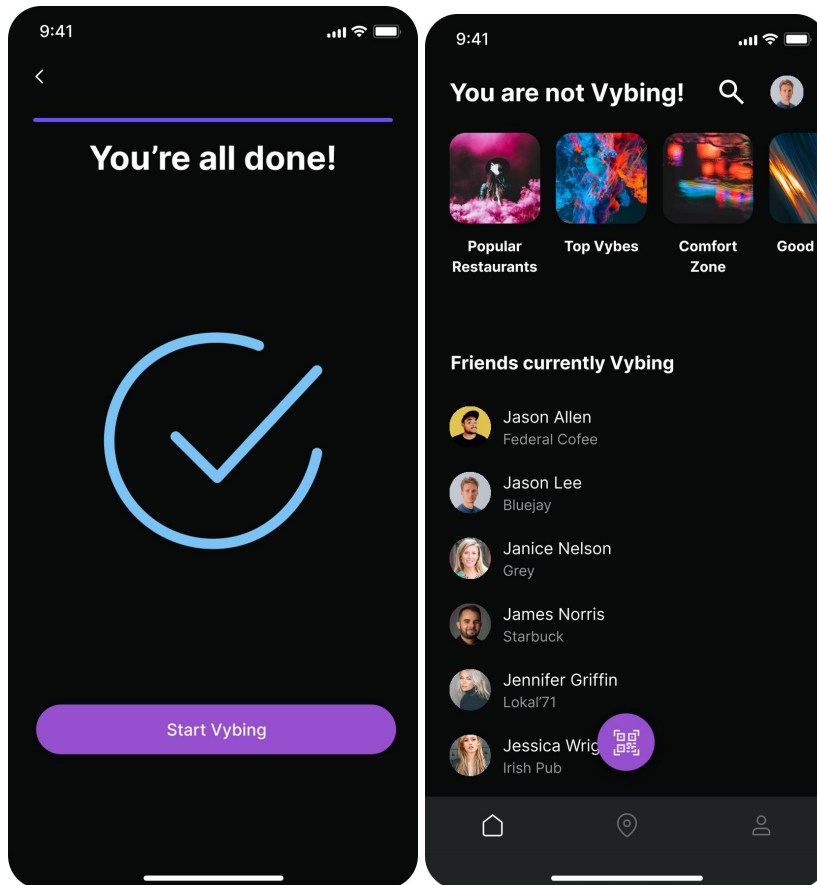 9:41
You're all done!
Start Vybing
9:41
You are not Vybing!
Popular
Restaurants
Top Vybes
Comfort
Zone
Good
Friends currently Vybing
Jason Allen
Federal Cofee
Jason Lee
Bluejay
Janice Nelson
Grey
James Norris
Starbuck
Jennifer Griffin
Lokal'71
Jessica Wrig
Irish Pub